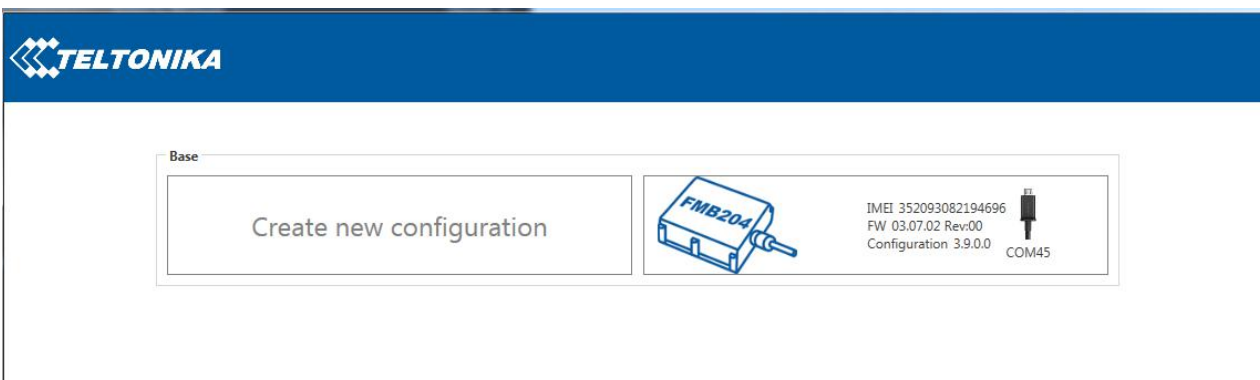 TELTONIKA
Base
Create new configuration
FMB204
IMEI 352093082194696
FW 03.07.02 Rev:00
Configuration 3.9.0.0
COM45